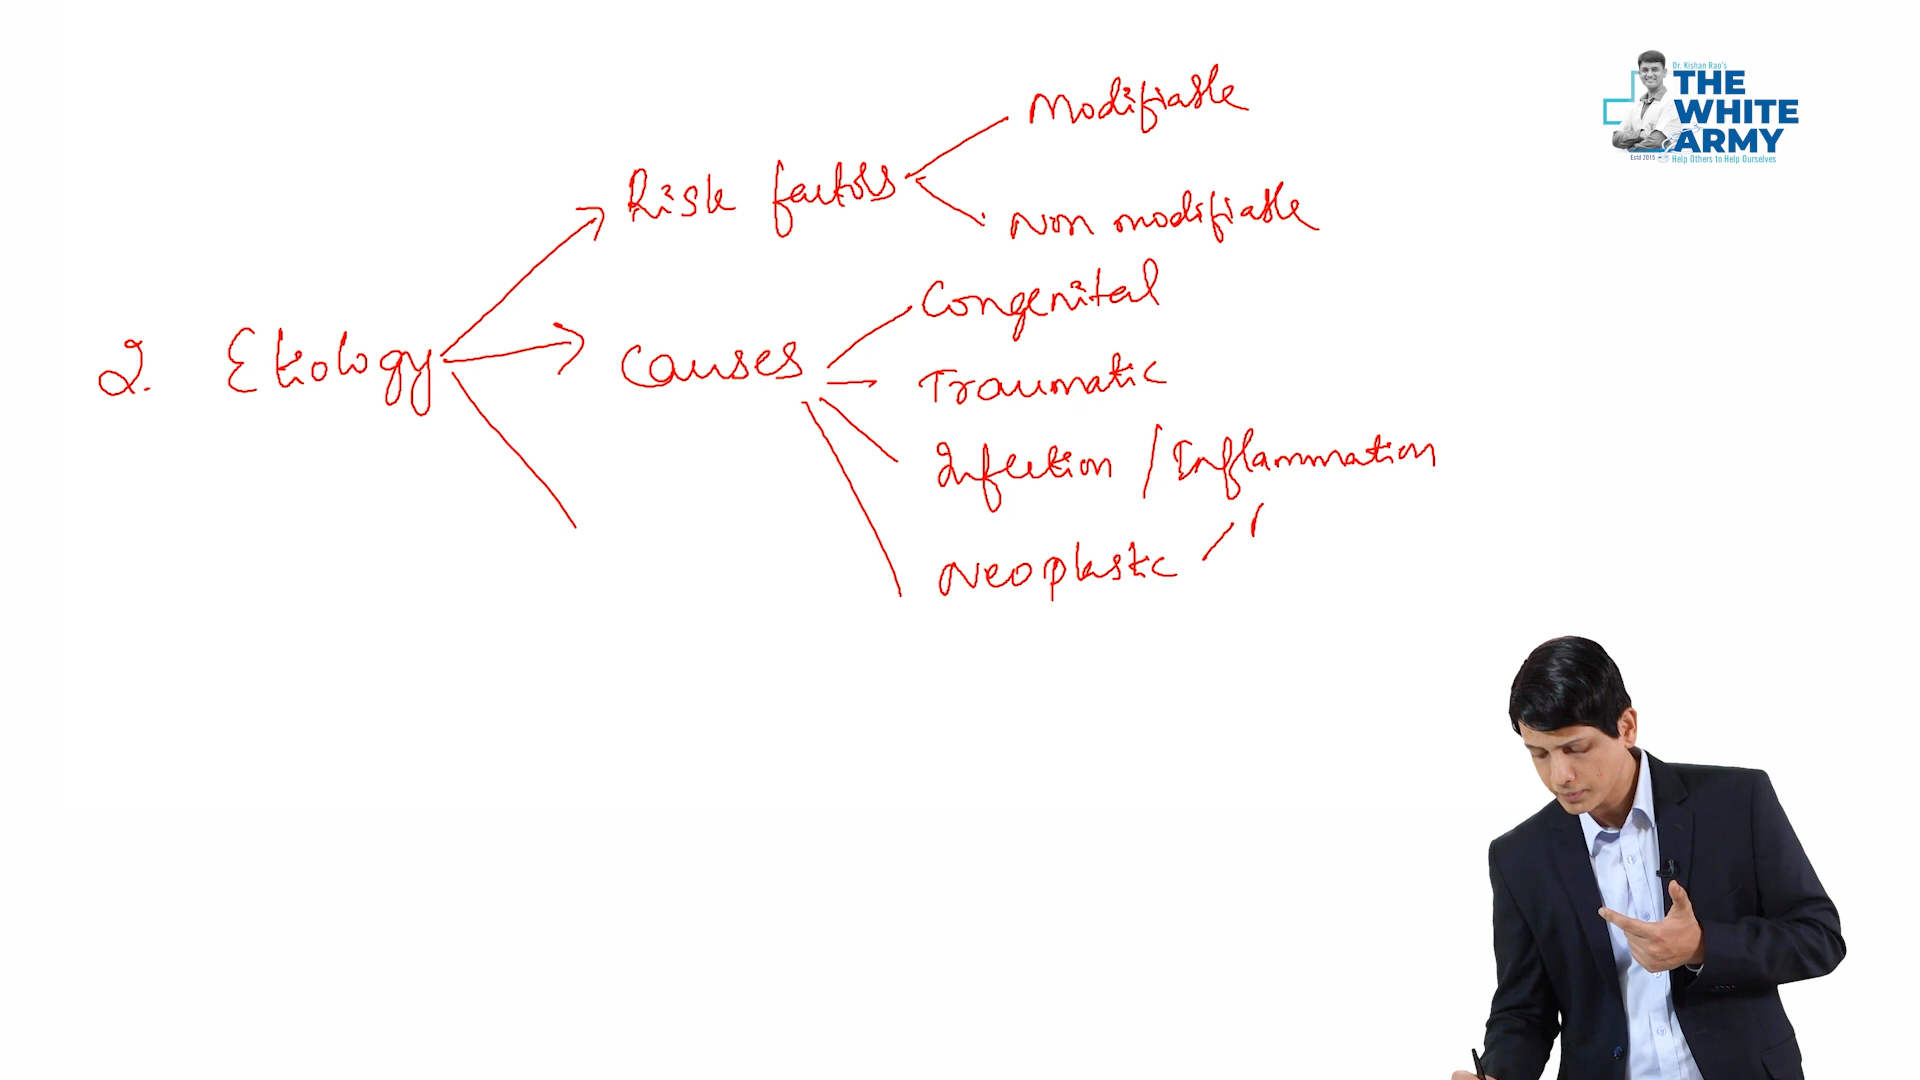 Modifiable
Risk factors
Non modifiable
Congenital
2. Etiology
Causes
Traumatic
Infection / Inflammation
Neoplastic
Dr. Kishan Rao's
THE
WHITE
ARMY
Estd 2015
Help Others to Help Ourselves